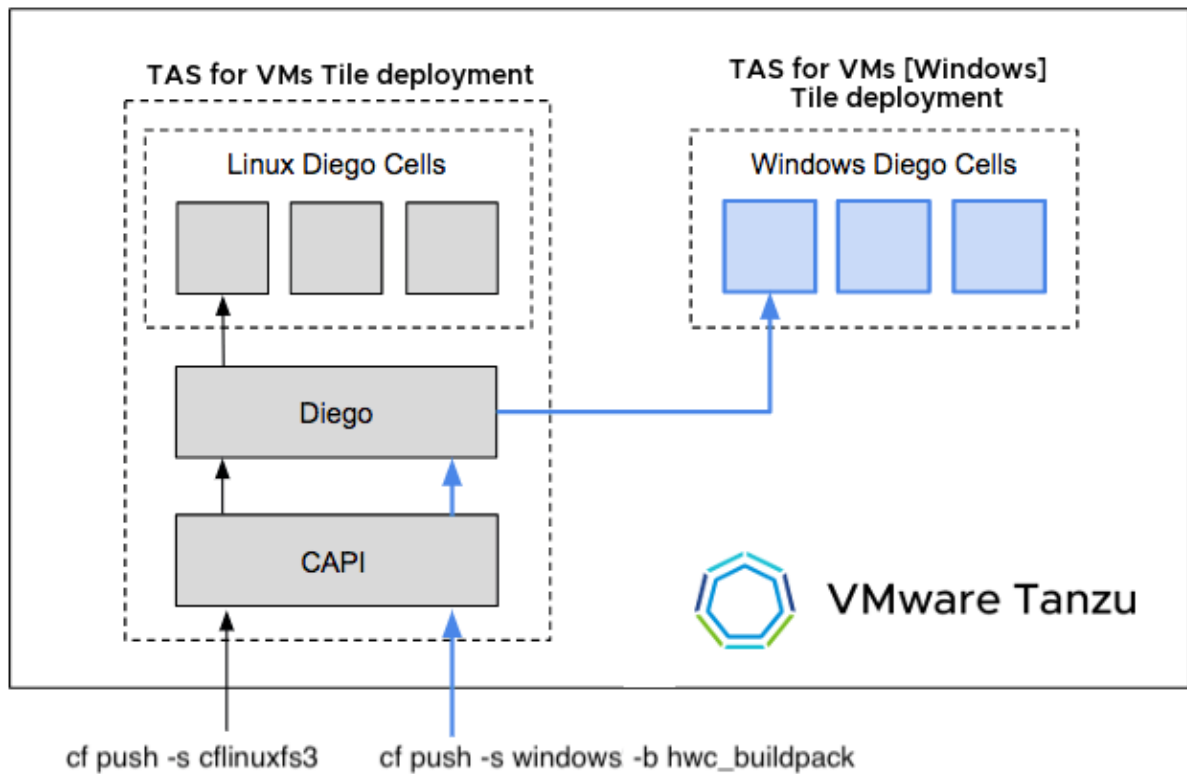 TAS for VMs Tile deployment
TAS for VMs [Windows]
Tile deployment
Linux Diego Cells
Windows Diego Cells
Diego
CAPI
VMware Tanzu
cf push -s cflinuxfs3
cf push -s windows -b hwc_buildpack